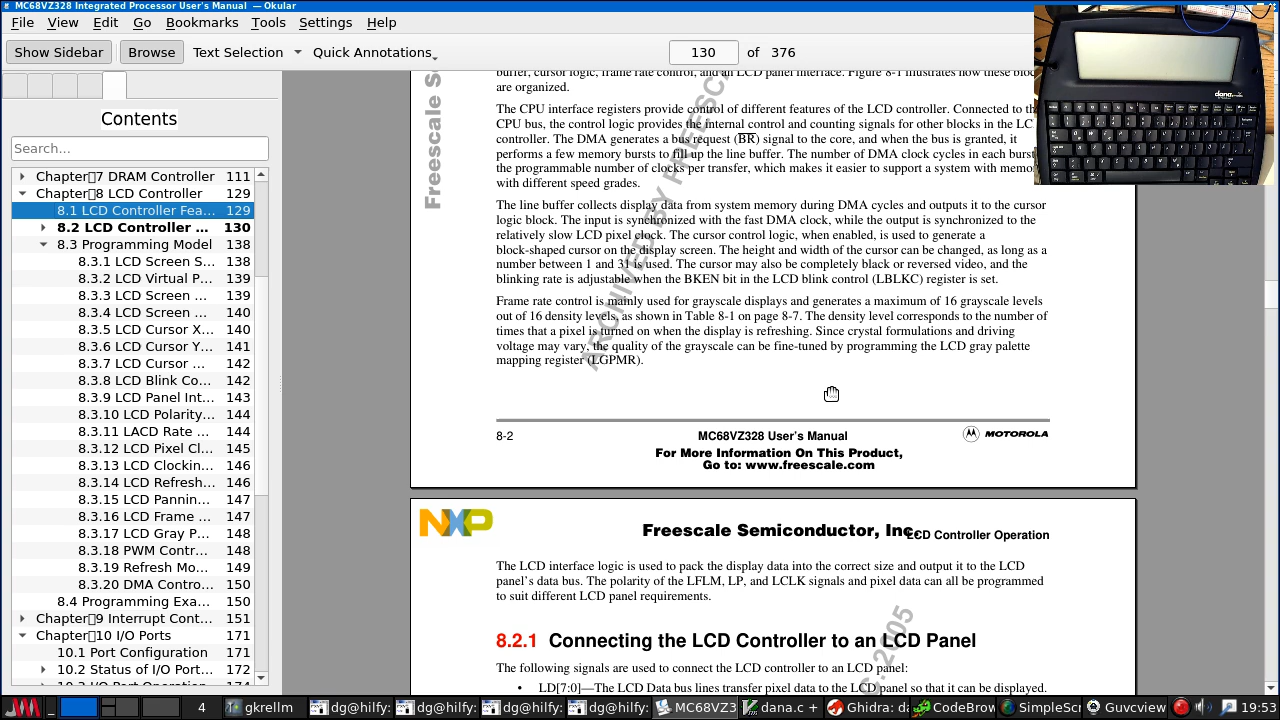 MC68VZ328 Integrated Processor User's Manual — Okular
File View Edit Go Bookmarks Tools Settings Help
Show Sidebar Browse Text Selection Quick Annotations 130 of 376
Contents
Search...
Chapter 7 DRAM Controller 111
Chapter 8 LCD Controller 129
8.1 LCD Controller Fea... 129
8.2 LCD Controller ... 130
8.3 Programming Model 138
8.3.1 LCD Screen S... 138
8.3.2 LCD Virtual P... 139
8.3.3 LCD Screen ... 139
8.3.4 LCD Screen ... 140
8.3.5 LCD Cursor X... 140
8.3.6 LCD Cursor Y... 141
8.3.7 LCD Cursor ... 142
8.3.8 LCD Blink Co... 142
8.3.9 LCD Panel Int... 143
8.3.10 LCD Polarity... 144
8.3.11 LACD Rate ... 144
8.3.12 LCD Pixel Cl... 145
8.3.13 LCD Clockin... 146
8.3.14 LCD Refresh... 146
8.3.15 LCD Pannin... 147
8.3.16 LCD Frame ... 147
8.3.17 LCD Gray P... 148
8.3.18 PWM Contr... 148
8.3.19 Refresh Mo... 149
8.3.20 DMA Contro... 150
8.4 Programming Exa... 150
Chapter 9 Interrupt Cont... 151
Chapter 10 I/O Ports 171
10.1 Port Configuration 171
10.2 Status of I/O Port... 172
buffer, cursor logic, frame rate control, and an LCD panel interface. Figure 8-1 illustrates how these bloc
are organized.
The CPU interface registers provide control of different features of the LCD controller. Connected to th
CPU bus, the control logic provides the internal control and counting signals for other blocks in the LC
controller. The DMA generates a bus request (BR) signal to the core, and when the bus is granted, it
performs a few memory bursts to fill up the line buffer. The number of DMA clock cycles in each burst
the programmable number of clocks per transfer, which makes it easier to support a system with memo
with different speed grades.
The line buffer collects display data from system memory during DMA cycles and outputs it to the cursor
logic block. The input is synchronized with the fast DMA clock, while the output is synchronized to the
relatively slow LCD pixel clock. The cursor control logic, when enabled, is used to generate a
block-shaped cursor on the display screen. The height and width of the cursor can be changed, as long as a
number between 1 and 31 is used. The cursor may also be completely black or reversed video, and the
blinking rate is adjustable when the BKEN bit in the LCD blink control (LBLKC) register is set.
Frame rate control is mainly used for grayscale displays and generates a maximum of 16 grayscale levels
out of 16 density levels, as shown in Table 8-1 on page 8-7. The density level corresponds to the number of
times that a pixel is turned on when the display is refreshing. Since crystal formulations and driving
voltage may vary, the quality of the grayscale can be fine-tuned by programming the LCD gray palette
mapping register (LGPMR).
Freescale S
ARCHIVED BY FREESCA
8-2 MC68VZ328 User's Manual MOTOROLA
For More Information On This Product,
Go to: www.freescale.com
NXP Freescale Semiconductor, Inc. LCD Controller Operation
The LCD interface logic is used to pack the display data into the correct size and output it to the LCD
panel's data bus. The polarity of the LFLM, LP, and LCLK signals and pixel data can all be programmed
to suit different LCD panel requirements.
8.2.1 Connecting the LCD Controller to an LCD Panel
The following signals are used to connect the LCD controller to an LCD panel:
• LD[7:0]—The LCD Data bus lines transfer pixel data to the LCD panel so that it can be displayed.
C. 2005
dana
4 gkrellm dg@hilfy: dg@hilfy: dg@hilfy: dg@hilfy: MC68VZ3 dana.c + Ghidra: da CodeBrow SimpleSc Guvcview 19:53